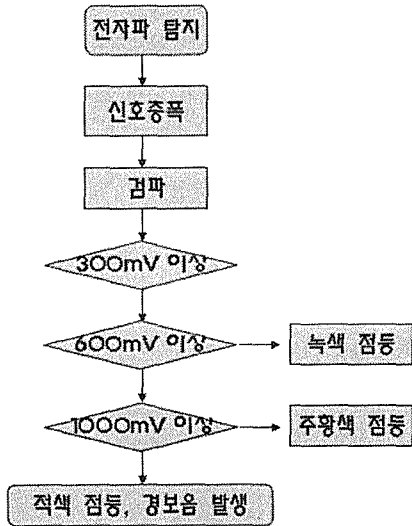 전자파 탐지
신호증폭
검파
300mV 이상
600mV 이상
녹색 점등
1000mV 이상
주황색 점등
적색 점등, 경보음 발생